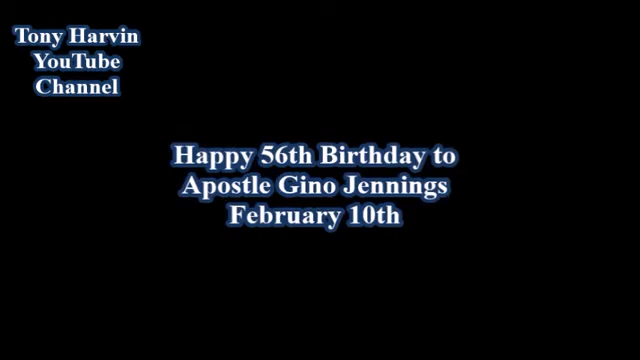 Tony Harvin
YouTube
Channel
Happy 56th Birthday to
Apostle Gino Jennings
February 10th